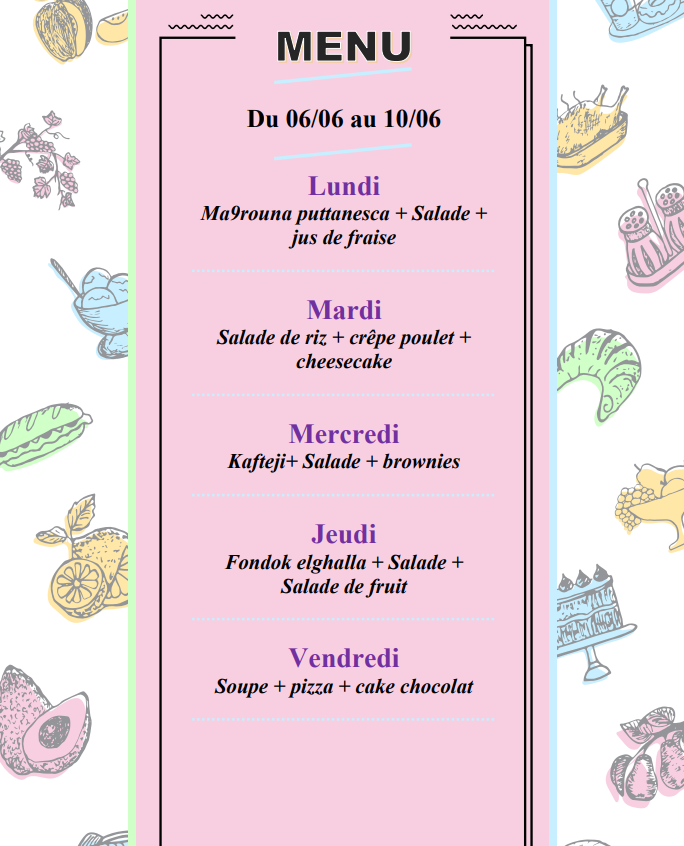 MENU
Du 06/06 au 10/06
Lundi
Ma9rouna puttanesca + Salade +
jus de fraise
Mardi
Salade de riz + crêpe poulet +
cheesecake
Mercredi
Kafteji+ Salade + brownies
Jeudi
Fondok elghalla + Salade +
Salade de fruit
Vendredi
Soupe + pizza + cake chocolat